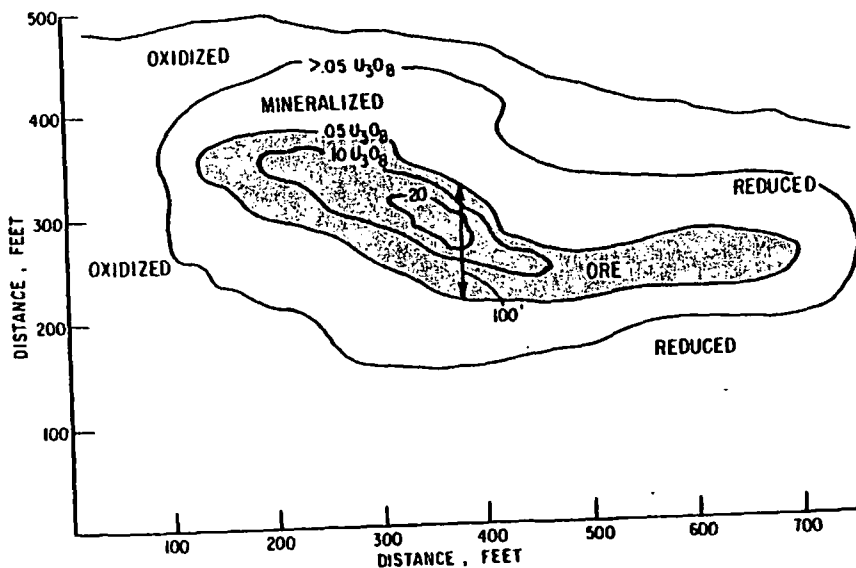 500
OXIDIZED
>.05 U₃O₈
MINERALIZED
400
.05 U₃O₈
.10 U₃O₈
REDUCED
.20
300
OXIDIZED
ORE
200
100'
REDUCED
100
100 200 300 400 500 600 700
DISTANCE, FEET
DISTANCE, FEET